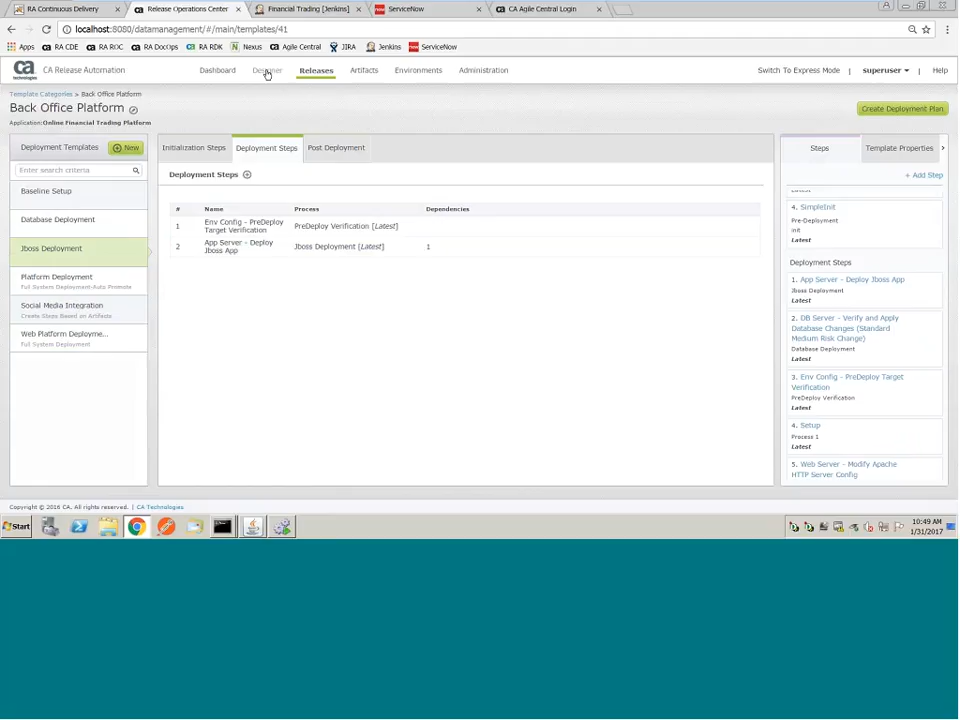 RA Continuous Delivery
Release Operations Center
Financial Trading [Jenkins]
ServiceNow
CA Agile Central Login
localhost:8080/datamanagement/#/main/templates/41
Apps
RA CDE
RA ROC
RA DocOps
RA RDK
Nexus
Agile Central
JIRA
Jenkins
ServiceNow
CA Release Automation
Dashboard
Designer
Releases
Artifacts
Environments
Administration
Switch To Express Mode
superuser
Help
Template Categories > Back Office Platform
Back Office Platform
Application:Online Financial Trading Platform
Create Deployment Plan
Deployment Templates
New
Enter search criteria
Baseline Setup
Database Deployment
Jboss Deployment
Platform Deployment
Full System Deployment-Auto Promote
Social Media Integration
Create Steps Based on Artifacts
Web Platform Deployme...
Full System Deployment
Initialization Steps
Deployment Steps
Post Deployment
Deployment Steps
# Name Process Dependencies
1 Env Config - PreDeploy Target Verification PreDeploy Verification [Latest]
2 App Server - Deploy Jboss App Jboss Deployment [Latest] 1
Steps
Template Properties
+ Add Step
4. SimpleInit
Pre-Deployment
init
Latest
Deployment Steps
1. App Server - Deploy Jboss App
Jboss Deployment
Latest
2. DB Server - Verify and Apply
Database Changes (Standard
Medium Risk Change)
Database Deployment
Latest
3. Env Config - PreDeploy Target
Verification
PreDeploy Verification
Latest
4. Setup
Process 1
Latest
5. Web Server - Modify Apache
HTTP Server Config
Copyright © 2016 CA. All rights reserved. | CA Technologies
Start
10:49 AM
1/31/2017